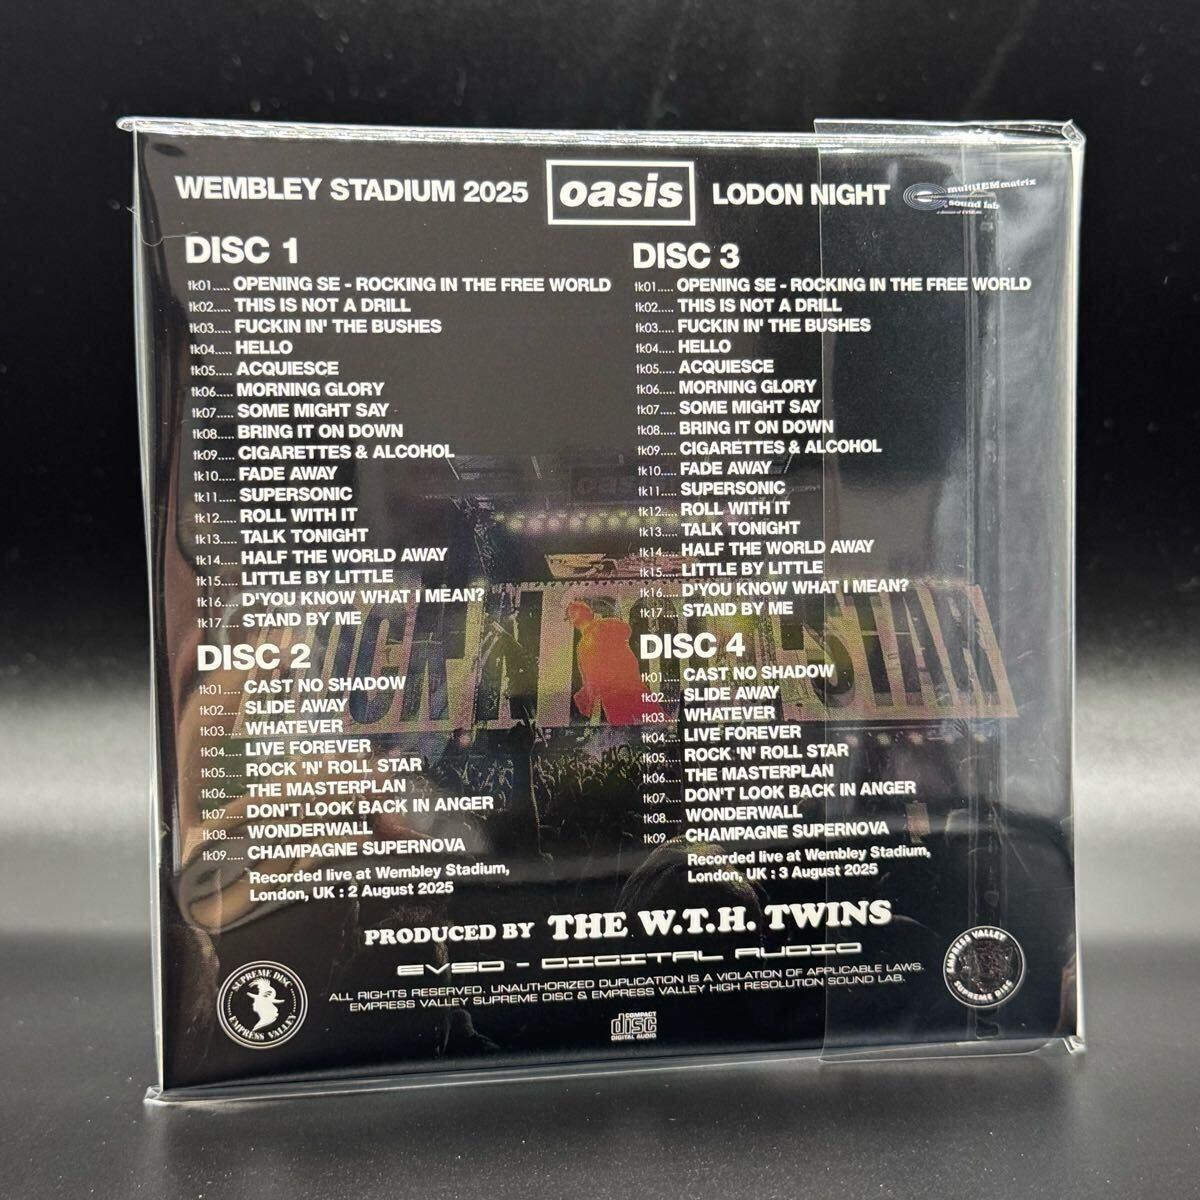 WEMBLEY STADIUM 2025 oasis LODON NIGHT multiIEMmatrix
sound lab
DISC 1
tk01..... OPENING SE - ROCKING IN THE FREE WORLD
tk02..... THIS IS NOT A DRILL
tk03..... FUCKIN IN' THE BUSHES
tk04..... HELLO
tk05..... ACQUIESCE
tk06..... MORNING GLORY
tk07..... SOME MIGHT SAY
tk08..... BRING IT ON DOWN
tk09..... CIGARETTES & ALCOHOL
tk10..... FADE AWAY
tk11..... SUPERSONIC
tk12..... ROLL WITH IT
tk13..... TALK TONIGHT
tk14..... HALF THE WORLD AWAY
tk15..... LITTLE BY LITTLE
tk16..... D'YOU KNOW WHAT I MEAN?
tk17..... STAND BY ME
DISC 2
tk01..... CAST NO SHADOW
tk02..... SLIDE AWAY
tk03..... WHATEVER
tk04..... LIVE FOREVER
tk05..... ROCK 'N' ROLL STAR
tk06..... THE MASTERPLAN
tk07..... DON'T LOOK BACK IN ANGER
tk08..... WONDERWALL
tk09..... CHAMPAGNE SUPERNOVA
Recorded live at Wembley Stadium,
London, UK : 2 August 2025
DISC 3
tk01..... OPENING SE - ROCKING IN THE FREE WORLD
tk02..... THIS IS NOT A DRILL
tk03..... FUCKIN IN' THE BUSHES
tk04..... HELLO
tk05..... ACQUIESCE
tk06..... MORNING GLORY
tk07..... SOME MIGHT SAY
tk08..... BRING IT ON DOWN
tk09..... CIGARETTES & ALCOHOL
tk10..... FADE AWAY
tk11..... SUPERSONIC
tk12..... ROLL WITH IT
tk13..... TALK TONIGHT
tk14..... HALF THE WORLD AWAY
tk15..... LITTLE BY LITTLE
tk16..... D'YOU KNOW WHAT I MEAN?
tk17..... STAND BY ME
DISC 4
tk01..... CAST NO SHADOW
tk02..... SLIDE AWAY
tk03..... WHATEVER
tk04..... LIVE FOREVER
tk05..... ROCK 'N' ROLL STAR
tk06..... THE MASTERPLAN
tk07..... DON'T LOOK BACK IN ANGER
tk08..... WONDERWALL
tk09..... CHAMPAGNE SUPERNOVA
Recorded live at Wembley Stadium,
London, UK : 3 August 2025
PRODUCED BY THE W.T.H. TWINS
EVSD - DIGITAL AUDIO
ALL RIGHTS RESERVED. UNAUTHORIZED DUPLICATION IS A VIOLATION OF APPLICABLE LAWS.
EMPRESS VALLEY SUPREME DISC & EMPRESS VALLEY HIGH RESOLUTION SOUND LAB.
SUPREME DISC
EMPRESS VALLEY
EMPRESS VALLEY
SUPREME DISC
COMPACT
disc
DIGITAL AUDIO